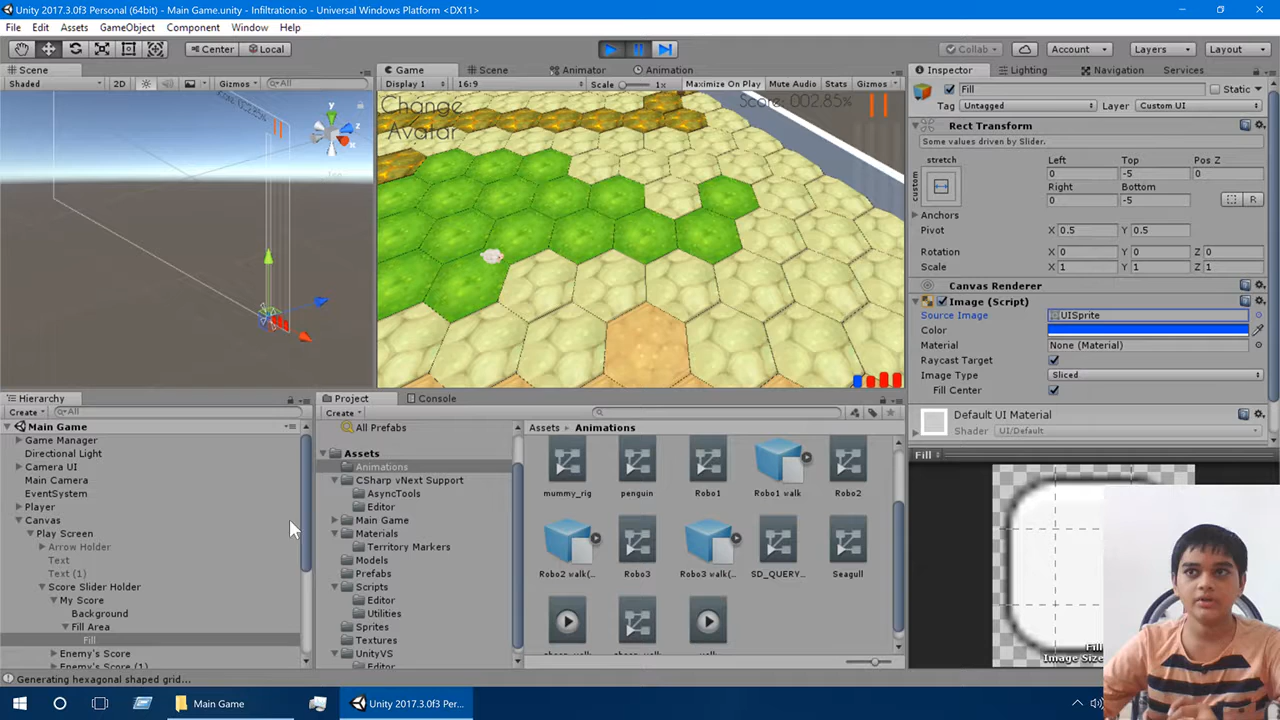 Unity 2017.3.0f3 Personal (64bit) - Main Game.unity - Infiltration.io - Universal Windows Platform <DX11>
File Edit Assets GameObject Component Window Help
Center Local Collab Account Layers Layout
Scene Game Scene Animator Animation Inspector Lighting Navigation Services
Shaded 2D Gizmos All Display 1 16:9 Scale 1x Maximize On Play Mute Audio Stats Gizmos
Fill Static
Tag Untagged Layer Custom UI
Change
Avatar
Score: 002.85%
y
z
x
Rect Transform
Some values driven by Slider.
stretch Left Top Pos Z
custom 0 -5 0
Right Bottom
0 -5 R
Anchors
Pivot X 0.5 Y 0.5
Rotation X 0 Y 0 Z 0
Scale X 1 Y 1 Z 1
Canvas Renderer
Image (Script)
Source Image UISprite
Color
Material None (Material)
Raycast Target
Image Type Sliced
Fill Center
Default UI Material
Shader UI/Default
Fill
Fill
Image Size
Hierarchy
Create All
Main Game
Game Manager
Directional Light
Camera UI
Main Camera
EventSystem
Player
Canvas
Play Screen
Arrow Holder
Text
Text (1)
Score Slider Holder
My Score
Background
Fill Area
Fill
Enemy's Score
Enemy's Score (1)
Project Console
Create
All Prefabs
Assets
Animations
CSharp vNext Support
AsyncTools
Editor
Main Game
Materials
Territory Markers
Models
Prefabs
Scripts
Editor
Utilities
Sprites
Textures
UnityVS
Editor
Assets Animations
mummy_rig penguin Robo1 Robo1 walk Robo2
Robo2 walk(... Robo3 Robo3 walk(... SD_QUERY... Seagull
Generating hexagonal shaped grid...
Main Game Unity 2017.3.0f3 Per...